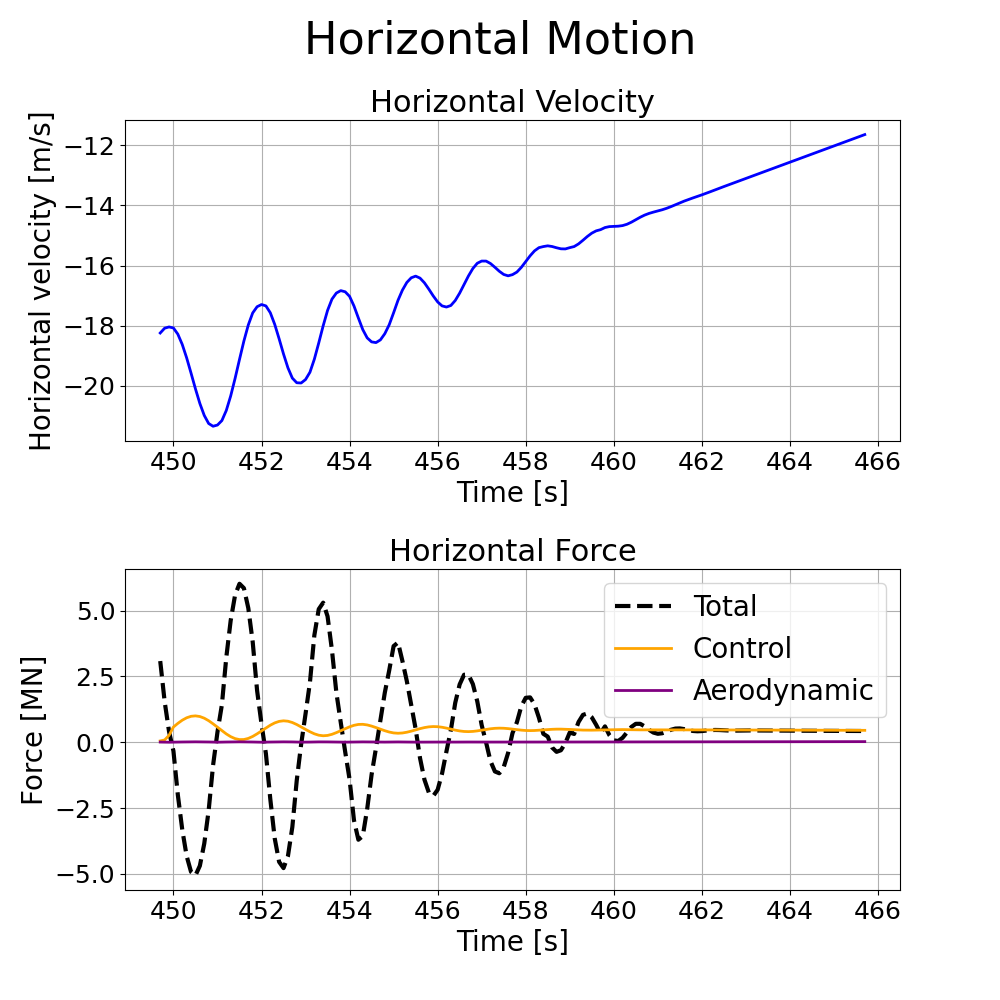 Horizontal Motion
Horizontal Velocity
Horizontal velocity [m/s]
−12
−14
−16
−18
−20
450 452 454 456 458 460 462 464 466
Time [s]
Horizontal Force
Force [MN]
5.0
2.5
0.0
−2.5
−5.0
Total
Control
Aerodynamic
450 452 454 456 458 460 462 464 466
Time [s]